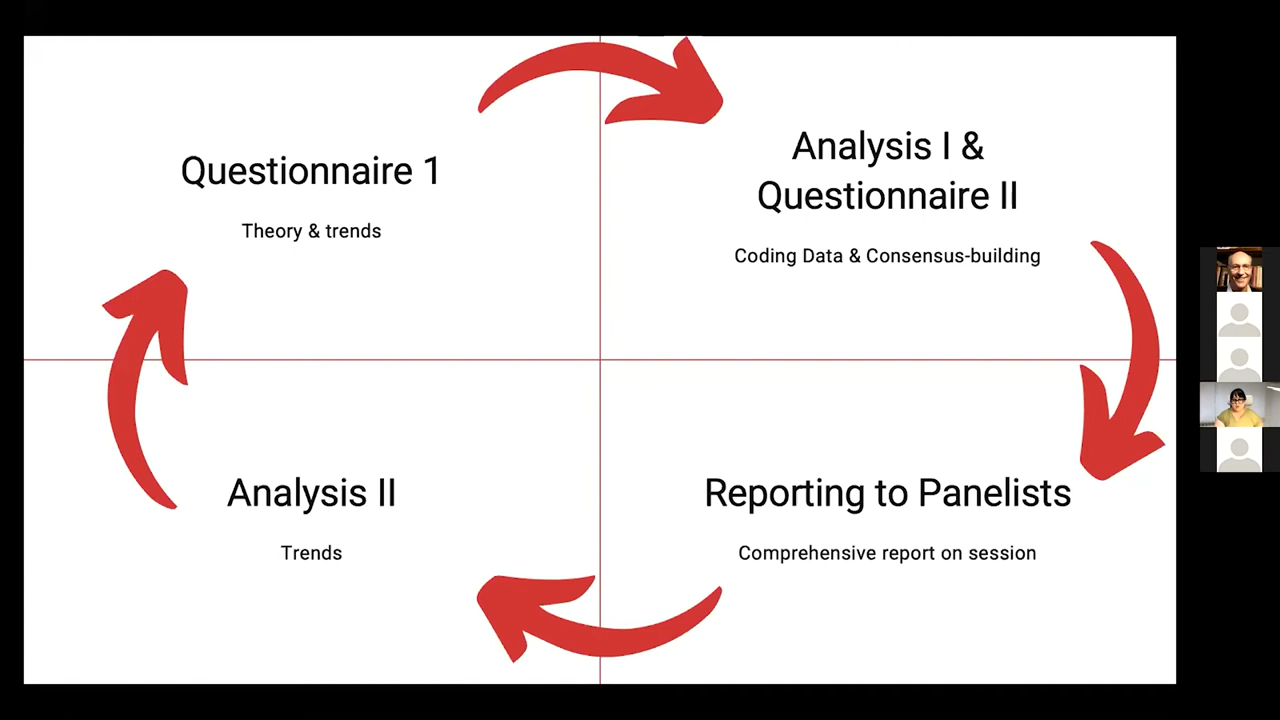 Questionnaire 1
Theory & trends
Analysis I &
Questionnaire II
Coding Data & Consensus-building
Analysis II
Trends
Reporting to Panelists
Comprehensive report on session